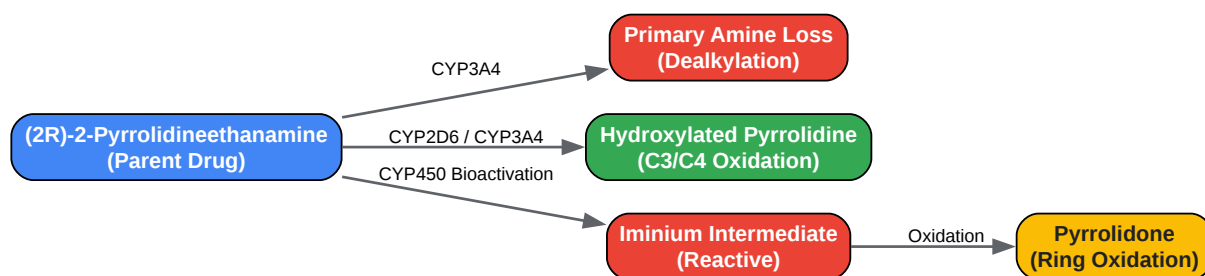 Primary Amine Loss
(Dealkylation)
CYP3A4
(2R)-2-Pyrrolidineethanamine
(Parent Drug)
CYP2D6 / CYP3A4
Hydroxylated Pyrrolidine
(C3/C4 Oxidation)
CYP450 Bioactivation
Iminium Intermediate
(Reactive)
Oxidation
Pyrrolidone
(Ring Oxidation)